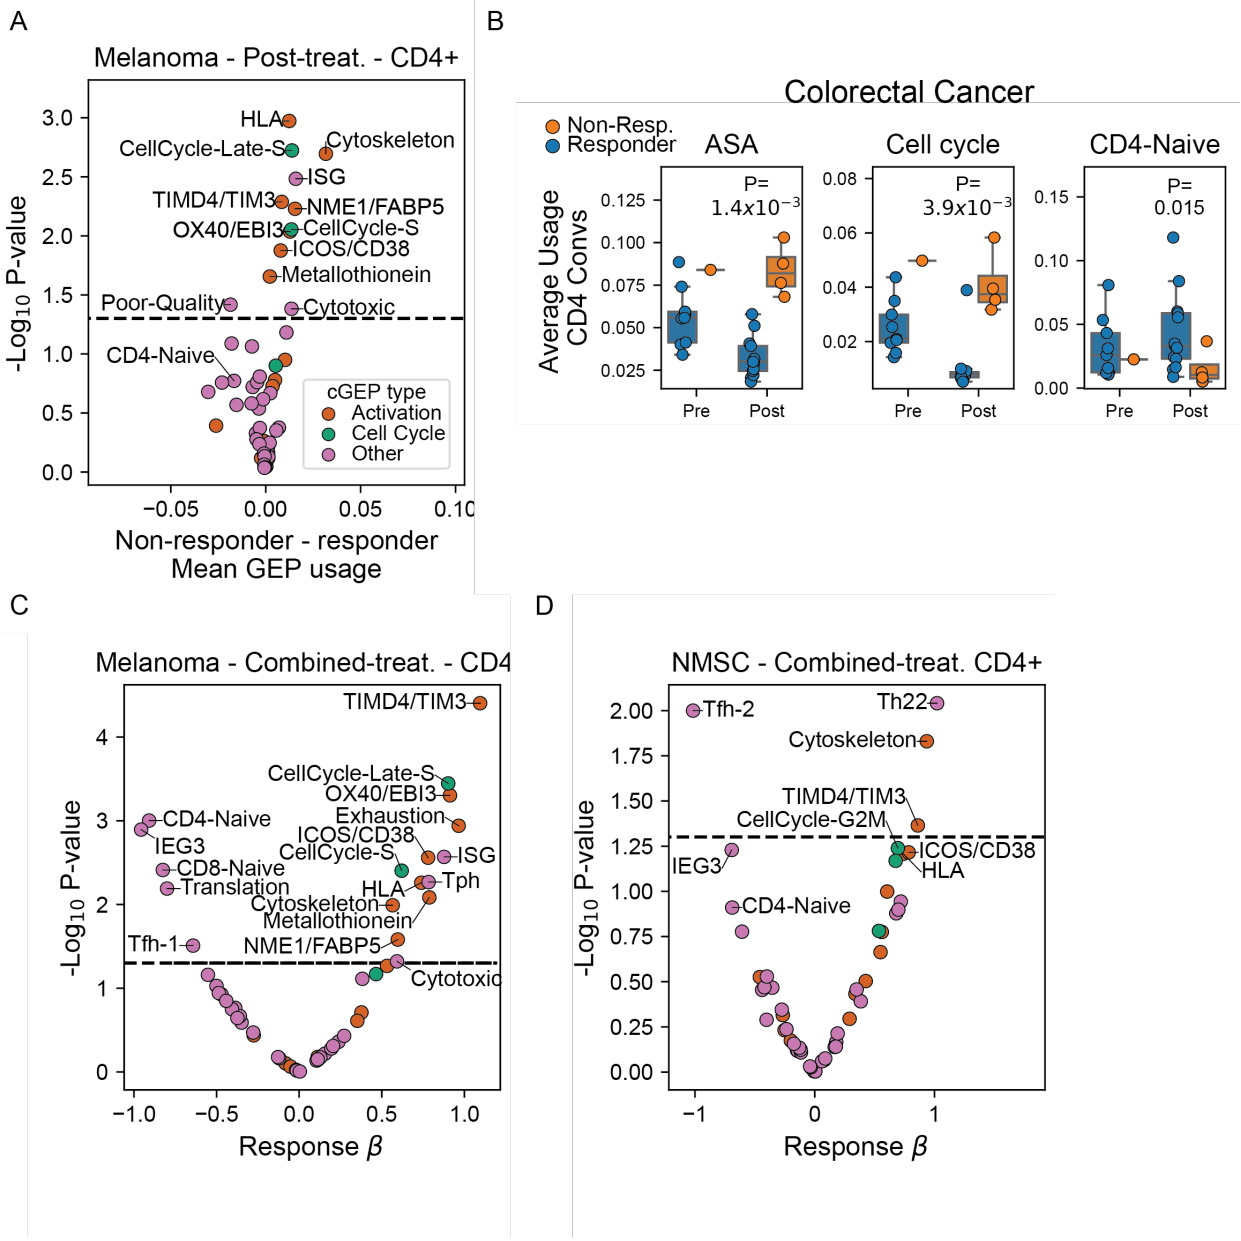 A
Melanoma - Post-treat. - CD4+
-Log10 P-value
3.0
2.5
2.0
1.5
1.0
0.5
0.0
HLA
Cytoskeleton
CellCycle-Late-S
ISG
TIMD4/TIM3
NME1/FABP5
OX40/EBI3
CellCycle-S
ICOS/CD38
Metallothionein
Poor-Quality
Cytotoxic
CD4-Naive
cGEP type
Activation
Cell Cycle
Other
−0.05
0.00
0.05
0.10
Non-responder - responder
Mean GEP usage
B
Colorectal Cancer
Non-Resp.
Responder
ASA
Cell cycle
CD4-Naive
Average Usage
CD4 Convs
0.125
0.100
0.075
0.050
0.025
P=
1.4x10−3
Pre
Post
0.08
0.06
0.04
0.02
P=
3.9x10−3
Pre
Post
0.15
0.10
0.05
0.00
P=
0.015
Pre
Post
C
Melanoma - Combined-treat. - CD4
-Log10 P-value
4
3
2
1
0
TIMD4/TIM3
CellCycle-Late-S
OX40/EBI3
CD4-Naive
Exhaustion
IEG3
ICOS/CD38
CellCycle-S
ISG
CD8-Naive
Translation
HLA
Tph
Cytoskeleton
Metallothionein
Tfh-1
NME1/FABP5
Cytotoxic
−1.0
−0.5
0.0
0.5
1.0
Response β
D
NMSC - Combined-treat. CD4+
-Log10 P-value
2.00
1.75
1.50
1.25
1.00
0.75
0.50
0.25
0.00
Tfh-2
Th22
Cytoskeleton
TIMD4/TIM3
CellCycle-G2M
ICOS/CD38
IEG3
HLA
CD4-Naive
−1
0
1
Response β